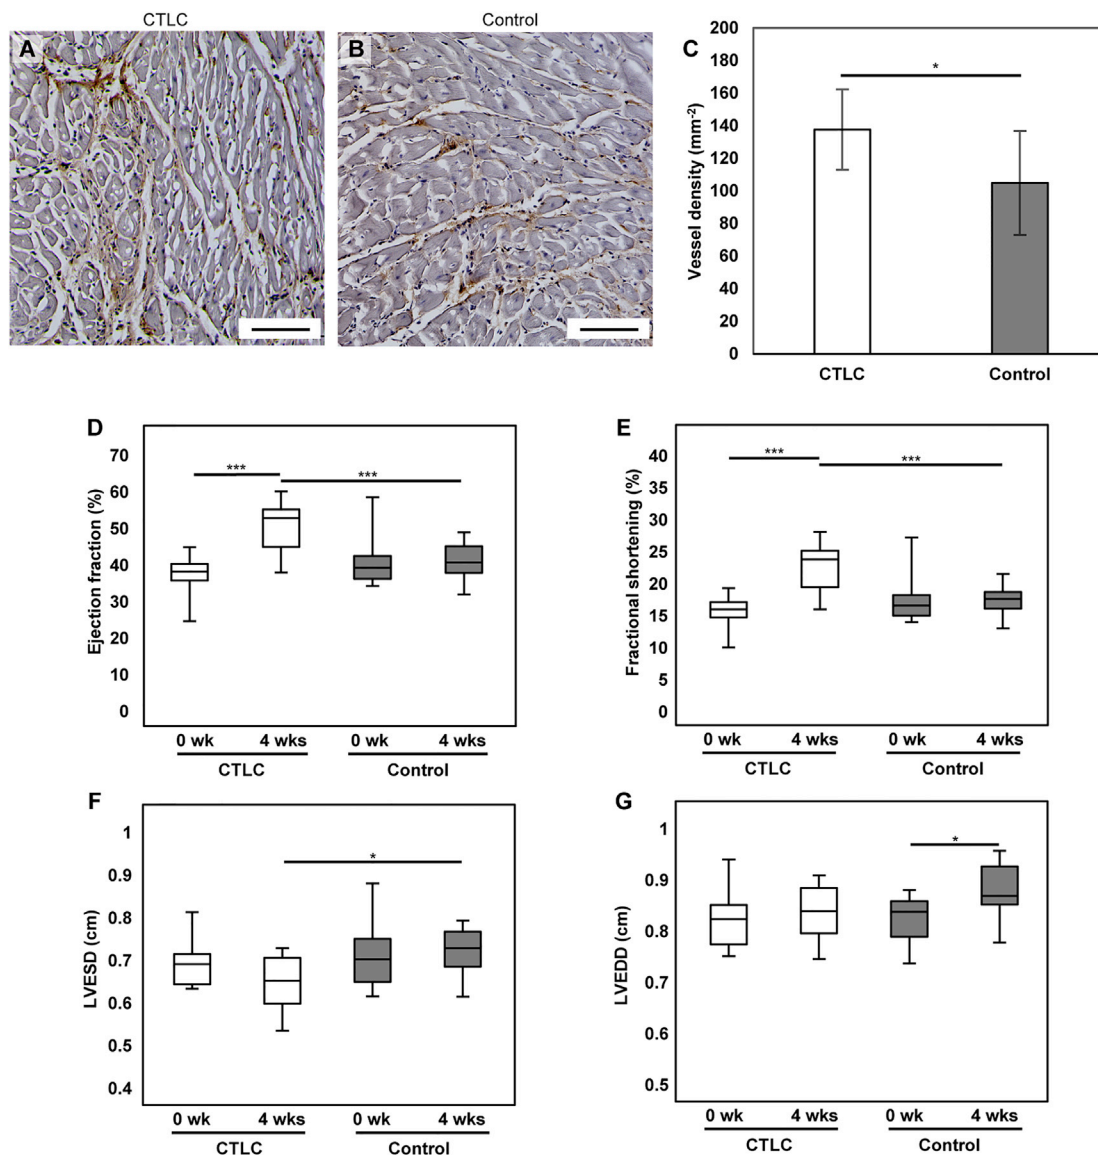 CTLC
Control
A
B
C
Vessel density (mm-2)
200
180
160
140
120
100
80
60
40
20
0
*
CTLC
Control
D
Ejection fraction (%)
70
60
50
40
30
20
10
0
***
***
0 wk
4 wks
0 wk
4 wks
CTLC
Control
E
Fractional shortening (%)
40
35
30
25
20
15
10
5
0
***
***
0 wk
4 wks
0 wk
4 wks
CTLC
Control
F
LVESD (cm)
1
0.9
0.8
0.7
0.6
0.5
0.4
*
0 wk
4 wks
0 wk
4 wks
CTLC
Control
G
LVEDD (cm)
1
0.9
0.8
0.7
0.6
0.5
*
0 wk
4 wks
0 wk
4 wks
CTLC
Control